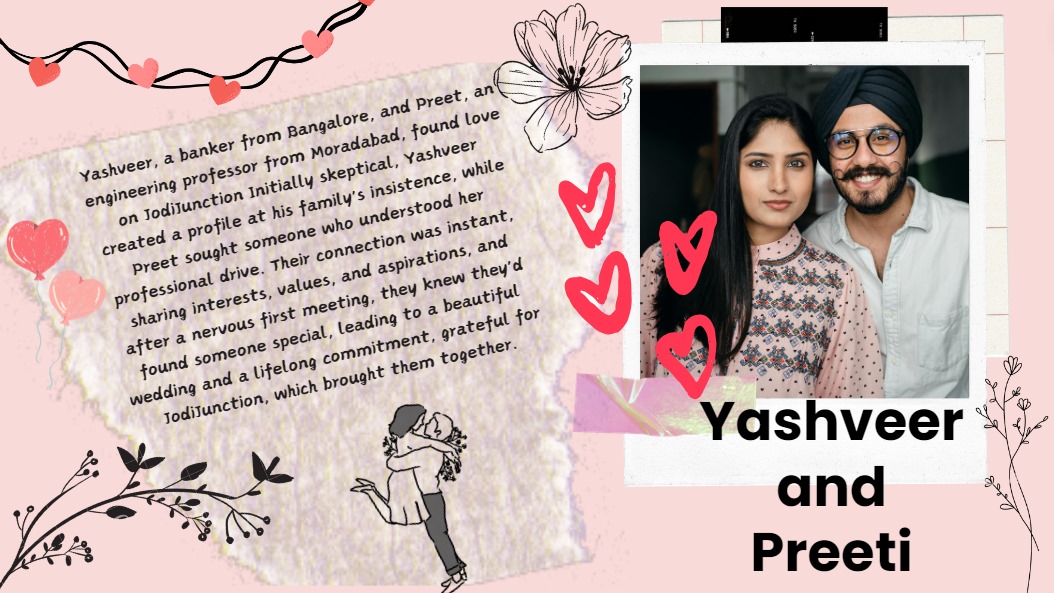 Yashveer, a banker from Bangalore, and Preet, an
engineering professor from Moradabad, found love
on JodiJunction Initially skeptical, Yashveer
created a profile at his family's insistence, while
Preet sought someone who understood her
professional drive. Their connection was instant,
sharing interests, values, and aspirations, and
after a nervous first meeting, they knew they'd
found someone special, leading to a beautiful
wedding and a lifelong commitment, grateful for
JodiJunction, which brought them together.
Yashveer
and
Preeti